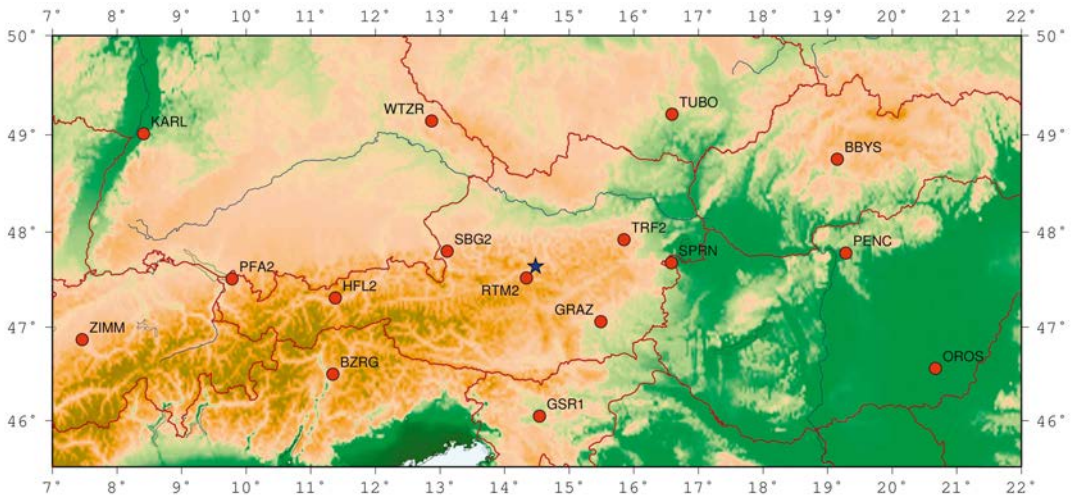 7° 8° 9° 10° 11° 12° 13° 14° 15° 16° 17° 18° 19° 20° 21° 22°
50° 50°
TUBO
WTZR
KARL
49° 49°
BBYS
48° 48°
TRF2
SBG2
SPRN
PENC
PFA2
HFL2
RTM2
GRAZ
ZIMM
47° 47°
BZRG
OROS
GSR1
46° 46°
7° 8° 9° 10° 11° 12° 13° 14° 15° 16° 17° 18° 19° 20° 21° 22°